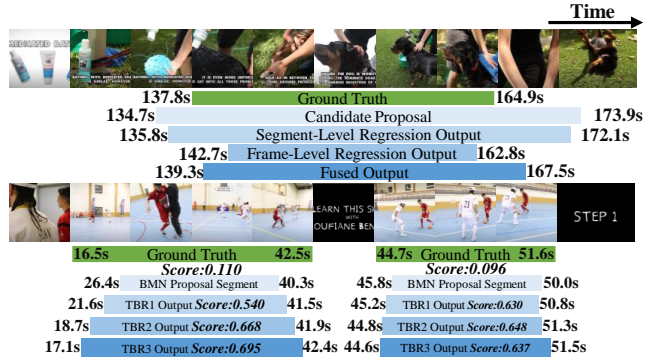 Time
MEDICATED BAT
137.8s Ground Truth 164.9s
134.7s Candidate Proposal 173.9s
135.8s Segment-Level Regression Output 172.1s
142.7s Frame-Level Regression Output 162.8s
139.3s Fused Output 167.5s
LEARN THIS S
WITH
OUFIANE BEN
STEP 1
16.5s Ground Truth 42.5s 44.7s Ground Truth 51.6s
Score:0.110 Score:0.096
26.4s BMN Proposal Segment 40.3s 45.8s BMN Proposal Segment 50.0s
21.6s TBR1 Output Score:0.540 41.5s 45.2s TBR1 Output Score:0.630 50.8s
18.7s TBR2 Output Score:0.668 41.9s 44.8s TBR2 Output Score:0.648 51.3s
17.1s TBR3 Output Score:0.695 42.4s 44.6s TBR3 Output Score:0.637 51.5s